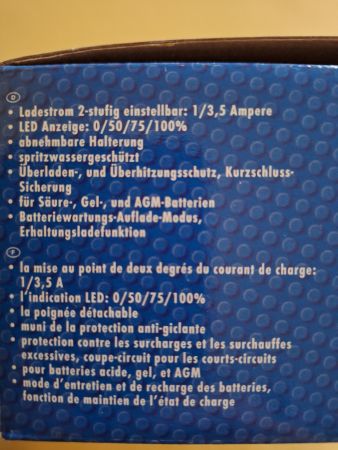 D
• Ladestrom 2-stufig einstellbar: 1/3,5 Ampere
• LED Anzeige: 0/50/75/100%
• abnehmbare Halterung
• spritzwassergeschützt
• Überladen-, und Überhitzungsschutz, Kurzschluss-
Sicherung
• für Säure-, Gel-, und AGM-Batterien
• Batteriewartungs-Auflade-Modus,
Erhaltungsladefunktion
F
• la mise au point de deux degrés du courant de charge:
1/3,5 A
• l'indication LED: 0/50/75/100%
• la poignée détachable
• muni de la protection anti-giclante
• protection contre les surcharges et les surchauffes
excessives, coupe-circuit pour les courts-circuits
• pour batteries acide, gel, et AGM
• mode d'entretien et de recharge des batteries,
fonction de maintien de l'état de charge